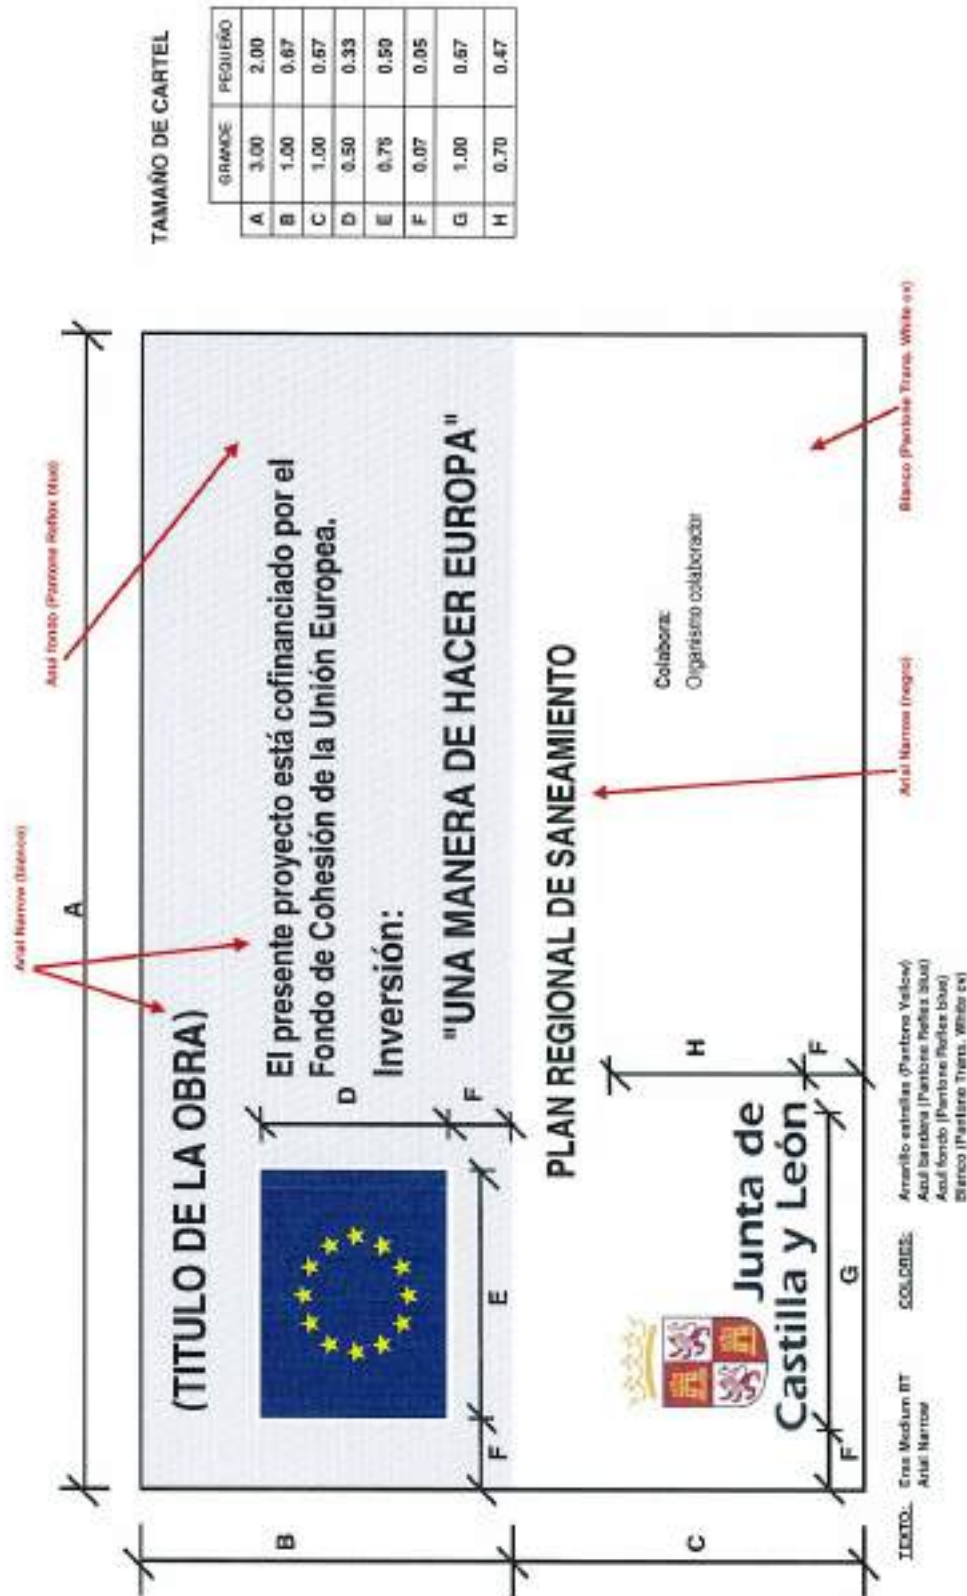 TAMAÑO DE CARTEL
GRANDE PEQUEÑO
A 3.00 2.00
B 1.00 0.67
C 1.00 0.67
D 0.50 0.33
E 0.75 0.50
F 0.07 0.05
G 1.00 0.67
H 0.70 0.47
Arial Narrow (blanco)
Azul fondo (Pantone Reflex blue)
A
B
C
(TITULO DE LA OBRA)
El presente proyecto está cofinanciado por el
Fondo de Cohesión de la Unión Europea.
Inversión:
"UNA MANERA DE HACER EUROPA"
D
F
F
E
PLAN REGIONAL DE SANEAMIENTO
Colabora:
Organismo colaborador
Junta de
Castilla y León
H
F
F
G
Arial Narrow (negro)
Blanco (Pantone Trans. White cv)
TEXTO: Eras Medium BT
Arial Narrow
COLORES: Amarillo estrellas (Pantone Yellow)
Azul bandera (Pantone Reflex blue)
Azul fondo (Pantone Reflex blue)
Blanco (Pantone Trans. White cv)